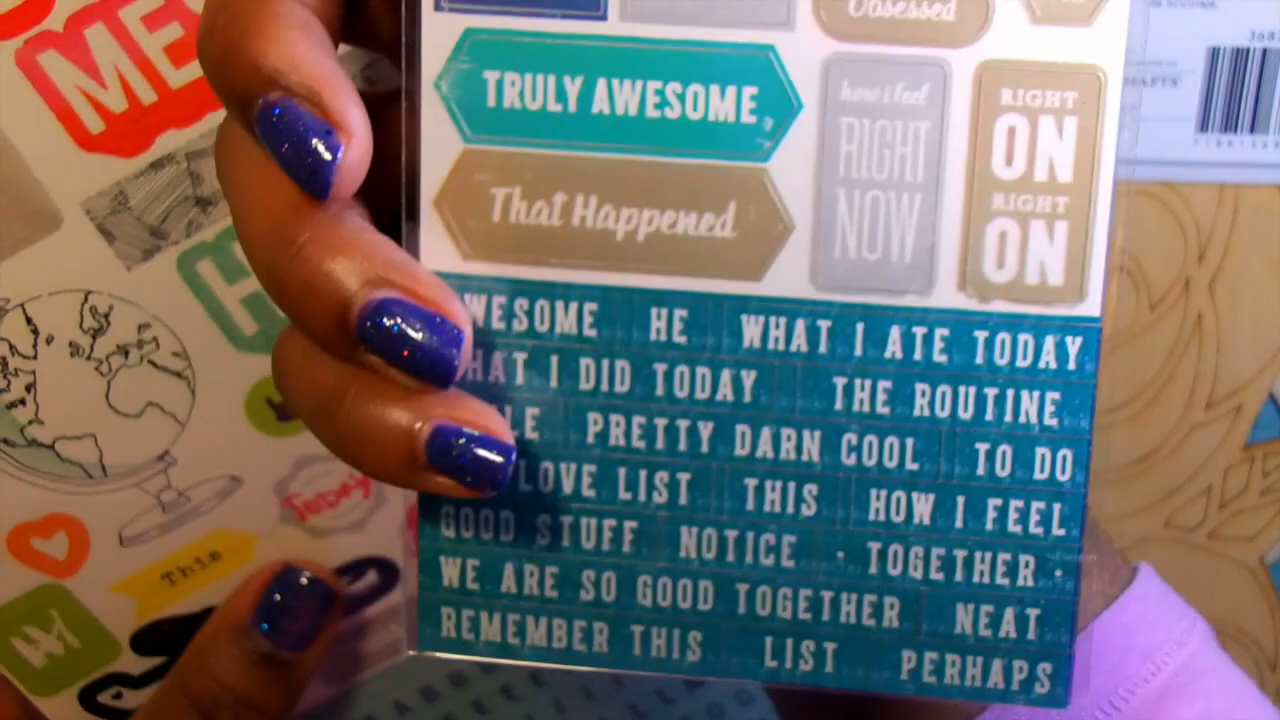 Obsessed
ME
TRULY AWESOME
That Happened
how i feel
RIGHT
NOW
RIGHT
ON
RIGHT
ON
WESOME HE WHAT I ATE TODAY
HAT I DID TODAY THE ROUTINE
LE PRETTY DARN COOL TO DO
LOVE LIST THIS HOW I FEEL
GOOD STUFF NOTICE · TOGETHER ·
WE ARE SO GOOD TOGETHER NEAT
REMEMBER THIS LIST PERHAPS
Today
This